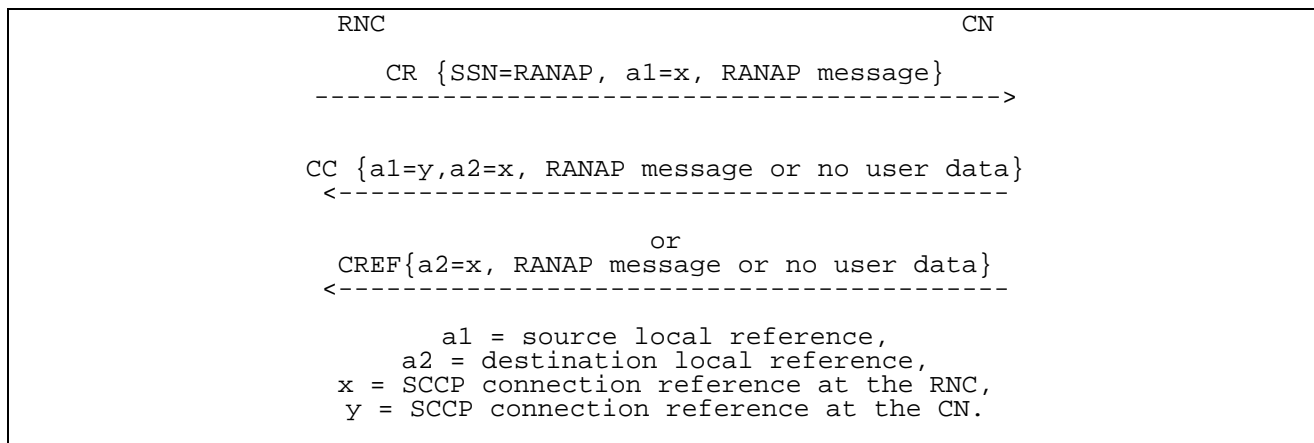 RNC CN
CR {SSN=RANAP, a1=x, RANAP message}
------------------------------------------->
CC {a1=y,a2=x, RANAP message or no user data}
<------------------------------------------
or
CREF{a2=x, RANAP message or no user data}
<------------------------------------------
a1 = source local reference,
a2 = destination local reference,
x = SCCP connection reference at the RNC,
y = SCCP connection reference at the CN.